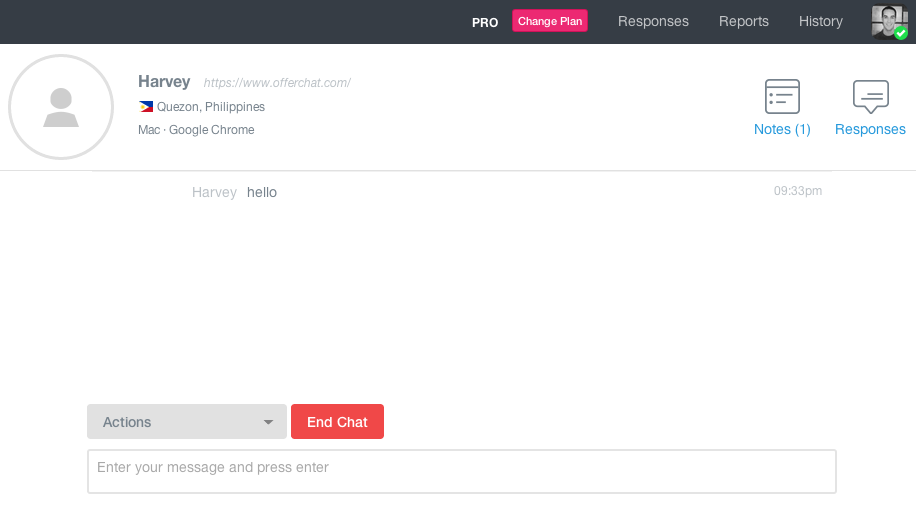 PRO Change Plan Responses Reports History
Harvey https://www.offerchat.com/
Quezon, Philippines
Mac · Google Chrome
Notes (1) Responses
Harvey hello 09:33pm
Actions End Chat
Enter your message and press enter